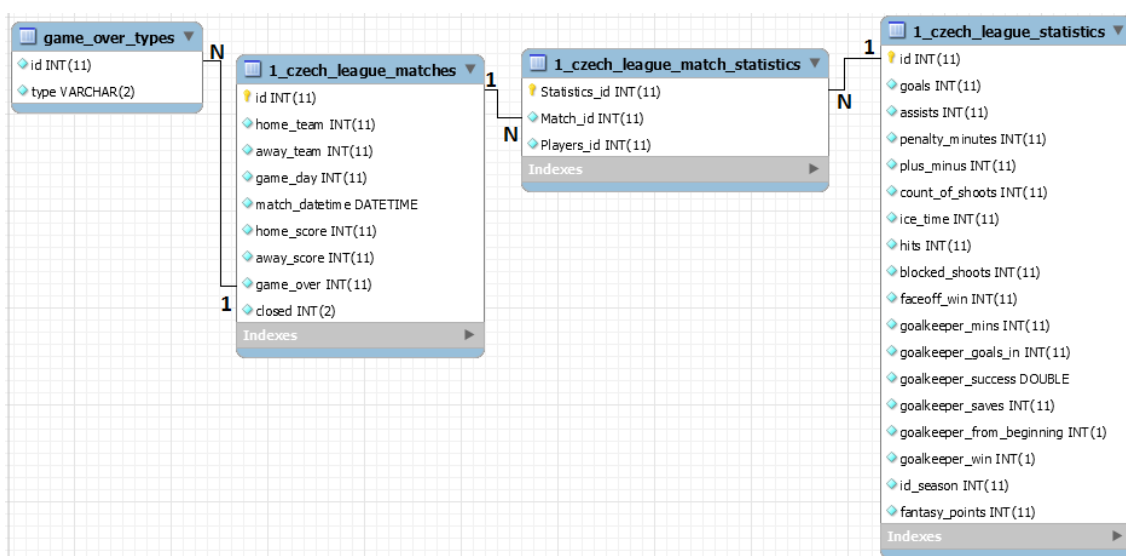 game_over_types
id INT(11)
type VARCHAR(2)
N
1_czech_league_matches
id INT(11)
home_team INT(11)
away_team INT(11)
game_day INT(11)
match_datetime DATETIME
home_score INT(11)
away_score INT(11)
game_over INT(11)
closed INT(2)
Indexes
1
1
N
1_czech_league_match_statistics
Statistics_id INT(11)
Match_id INT(11)
Players_id INT(11)
Indexes
N
1
1_czech_league_statistics
id INT(11)
goals INT(11)
assists INT(11)
penalty_minutes INT(11)
plus_minus INT(11)
count_of_shoots INT(11)
ice_time INT(11)
hits INT(11)
blocked_shoots INT(11)
faceoff_win INT(11)
goalkeeper_mins INT(11)
goalkeeper_goals_in INT(11)
goalkeeper_success DOUBLE
goalkeeper_saves INT(11)
goalkeeper_from_beginning INT(1)
goalkeeper_win INT(1)
id_season INT(11)
fantasy_points INT(11)
Indexes